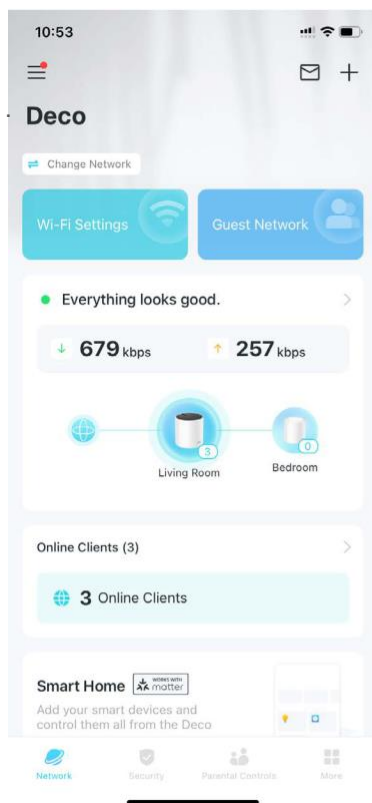 10:53
Deco
Change Network
Wi-Fi Settings
Guest Network
Everything looks good.
679 kbps
257 kbps
3
0
Living Room
Bedroom
Online Clients (3)
3 Online Clients
Smart Home
WORKS WITH
matter
Add your smart devices and
control them all from the Deco
Network
Security
Parental Controls
More